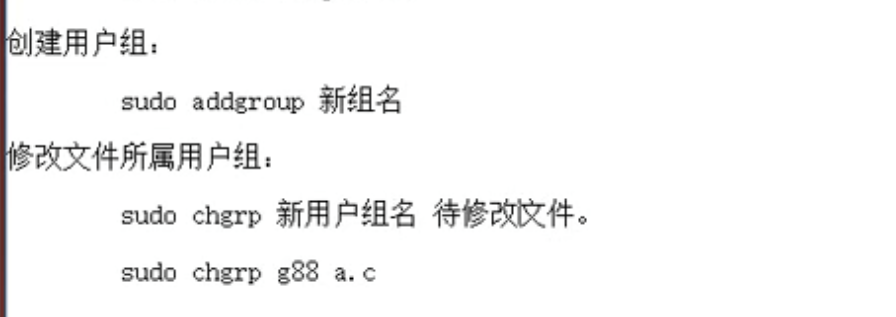 创建用户组：
sudo addgroup 新组名
修改文件所属用户组：
sudo chgrp 新用户组名 待修改文件。
sudo chgrp g88 a.c